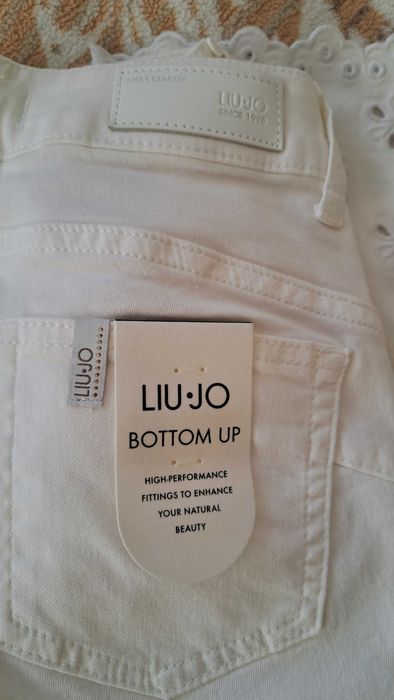 LIU·JO
SINCE 1995
LIU·JO
LIU·JO
BOTTOM UP
HIGH-PERFORMANCE
FITTINGS TO ENHANCE
YOUR NATURAL
BEAUTY